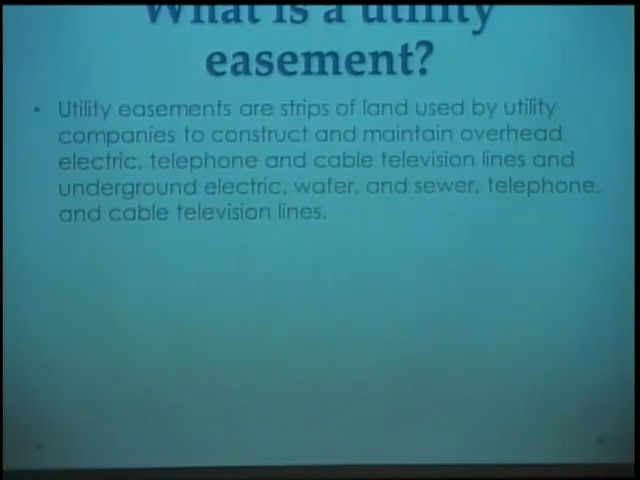 What is a utility
easement?
• Utility easements are strips of land used by utility
companies to construct and maintain overhead
electric, telephone and cable television lines and
underground electric, water, and sewer, telephone,
and cable television lines.